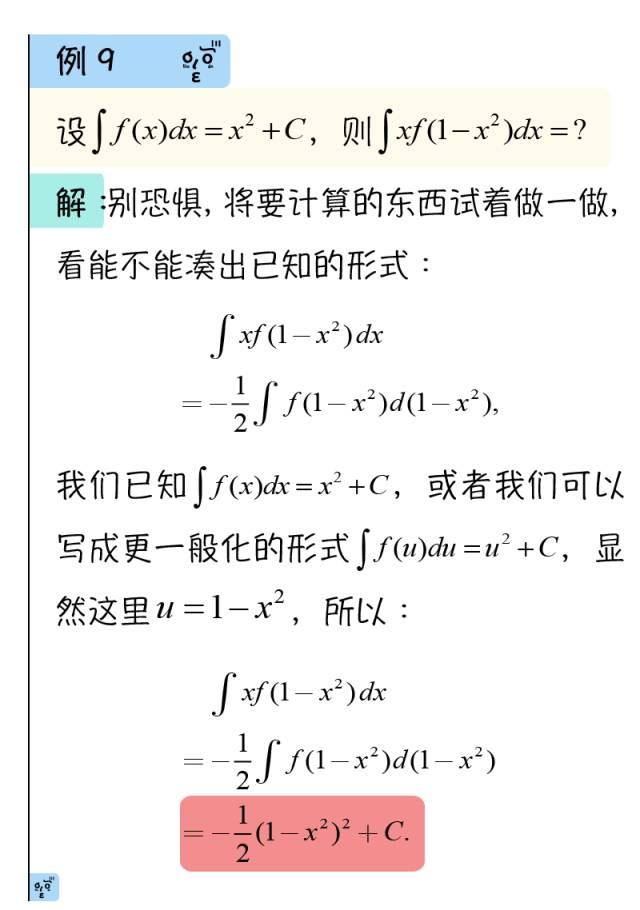 例 9
设∫f(x)dx = x² + C，则∫xf(1−x²)dx = ?
解：别恐惧，将要计算的东西试着做一做，
看能不能凑出已知的形式：
∫xf(1−x²)dx
= −1/2 ∫ f(1−x²)d(1−x²),
我们已知∫f(x)dx = x² + C，或者我们可以
写成更一般化的形式∫f(u)du = u² + C，显
然这里u = 1−x²，所以：
∫xf(1−x²)dx
= −1/2 ∫ f(1−x²)d(1−x²)
= −1/2 (1−x²)² + C.